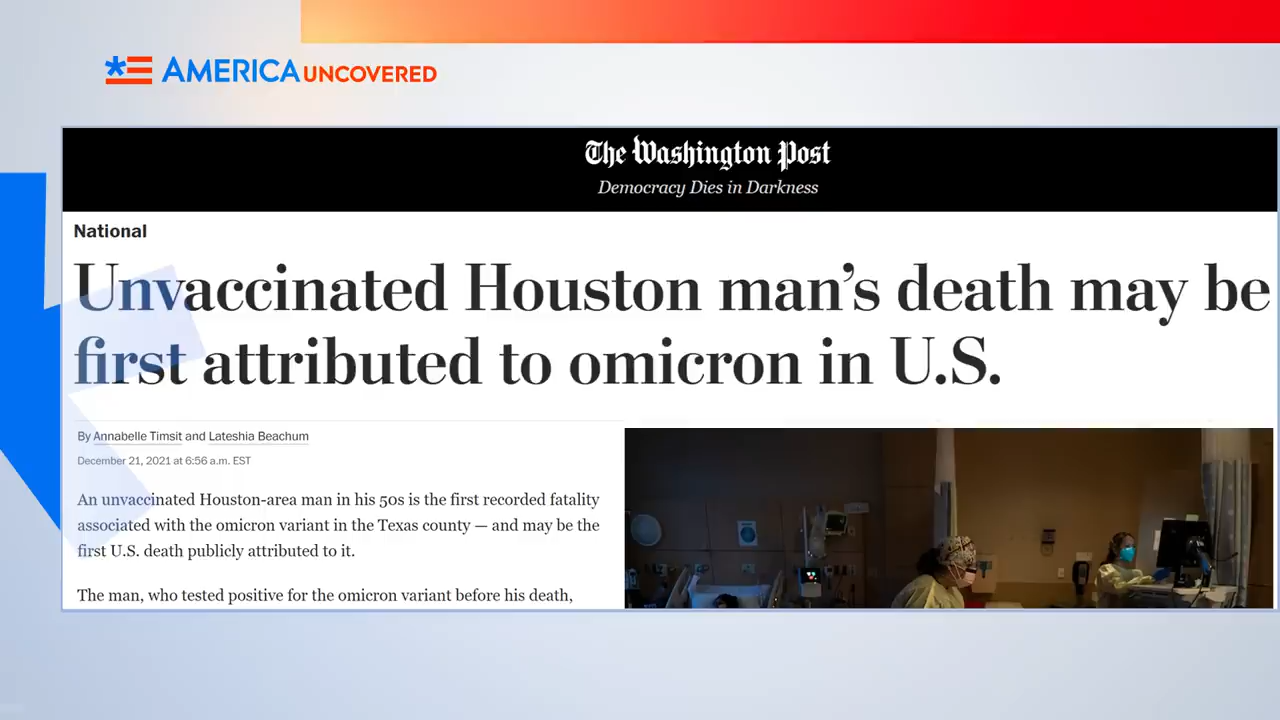 AMERICA UNCOVERED
The Washington Post
Democracy Dies in Darkness
National
Unvaccinated Houston man’s death may be
first attributed to omicron in U.S.
By Annabelle Timsit and Lateshia Beachum
December 21, 2021 at 6:56 a.m. EST
An unvaccinated Houston-area man in his 50s is the first recorded fatality
associated with the omicron variant in the Texas county — and may be the
first U.S. death publicly attributed to it.
The man, who tested positive for the omicron variant before his death,